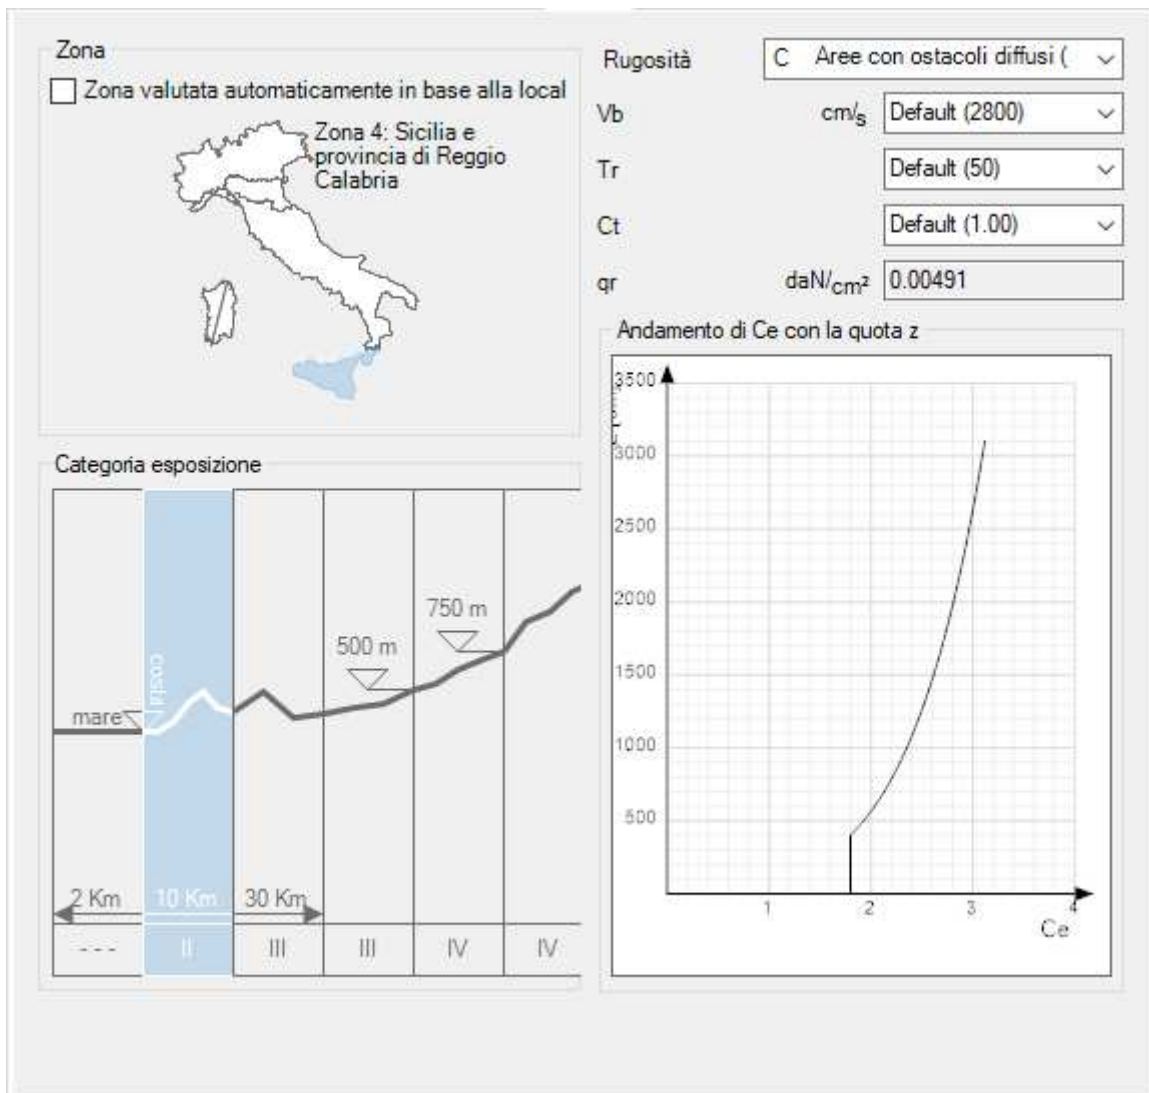 Zona
Zona valutata automaticamente in base alla local
Zona 4: Sicilia e
provincia di Reggio
Calabria
Rugosità C Aree con ostacoli diffusi (
Vb cm/s Default (2800)
Tr Default (50)
Ct Default (1.00)
qr daN/cm² 0.00491
Categoria esposizione
costa
mare
500 m
750 m
2 Km 10 Km 30 Km
--- II III III IV IV
Andamento di Ce con la quota z
3500
3000
2500
2000
1500
1000
500
1 2 3 4
Ce